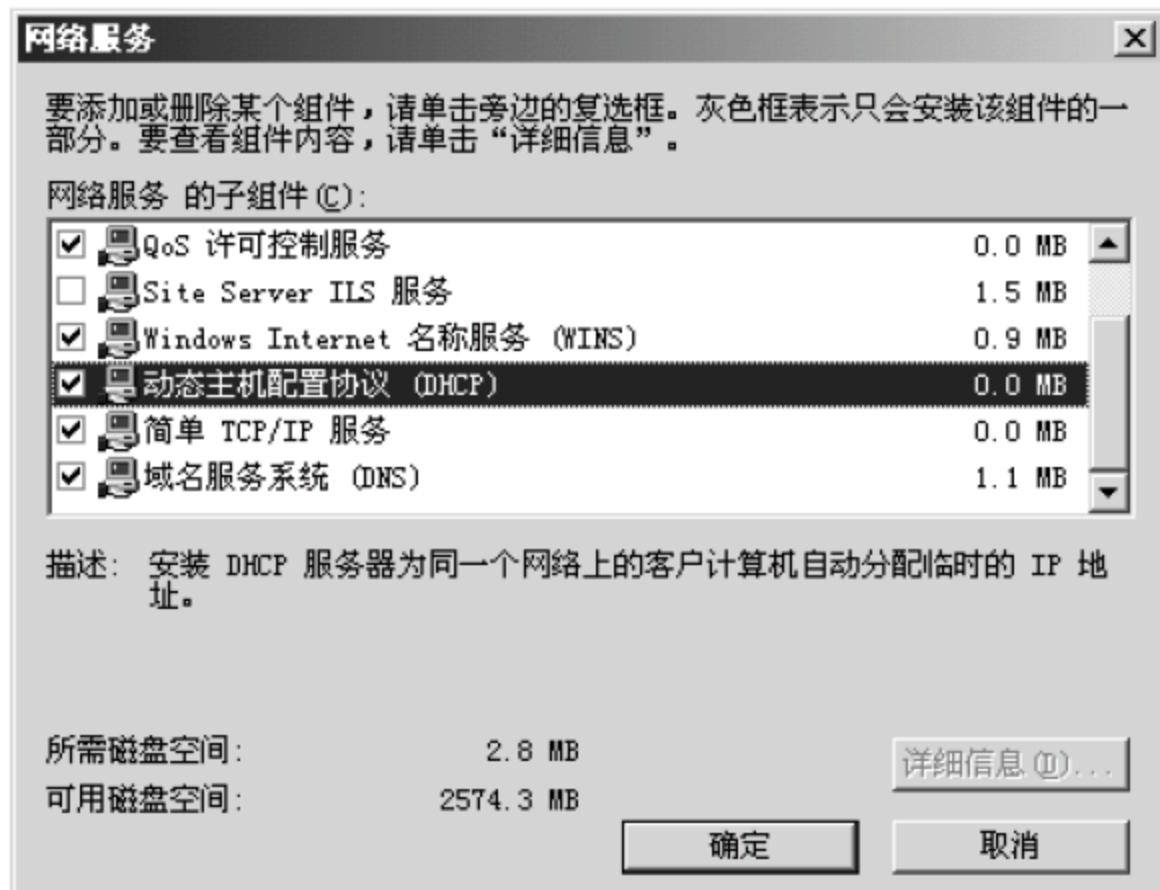 网络服务
要添加或删除某个组件，请单击旁边的复选框。灰色框表示只会安装该组件的一
部分。要查看组件内容，请单击“详细信息”。
网络服务 的子组件(C):
QoS 许可控制服务 0.0 MB
Site Server ILS 服务 1.5 MB
Windows Internet 名称服务 (WINS) 0.9 MB
动态主机配置协议 (DHCP) 0.0 MB
简单 TCP/IP 服务 0.0 MB
域名服务系统 (DNS) 1.1 MB
描述: 安装 DHCP 服务器为同一个网络上的客户计算机自动分配临时的 IP 地
址。
所需磁盘空间: 2.8 MB
详细信息(D)...
可用磁盘空间: 2574.3 MB
确定 取消